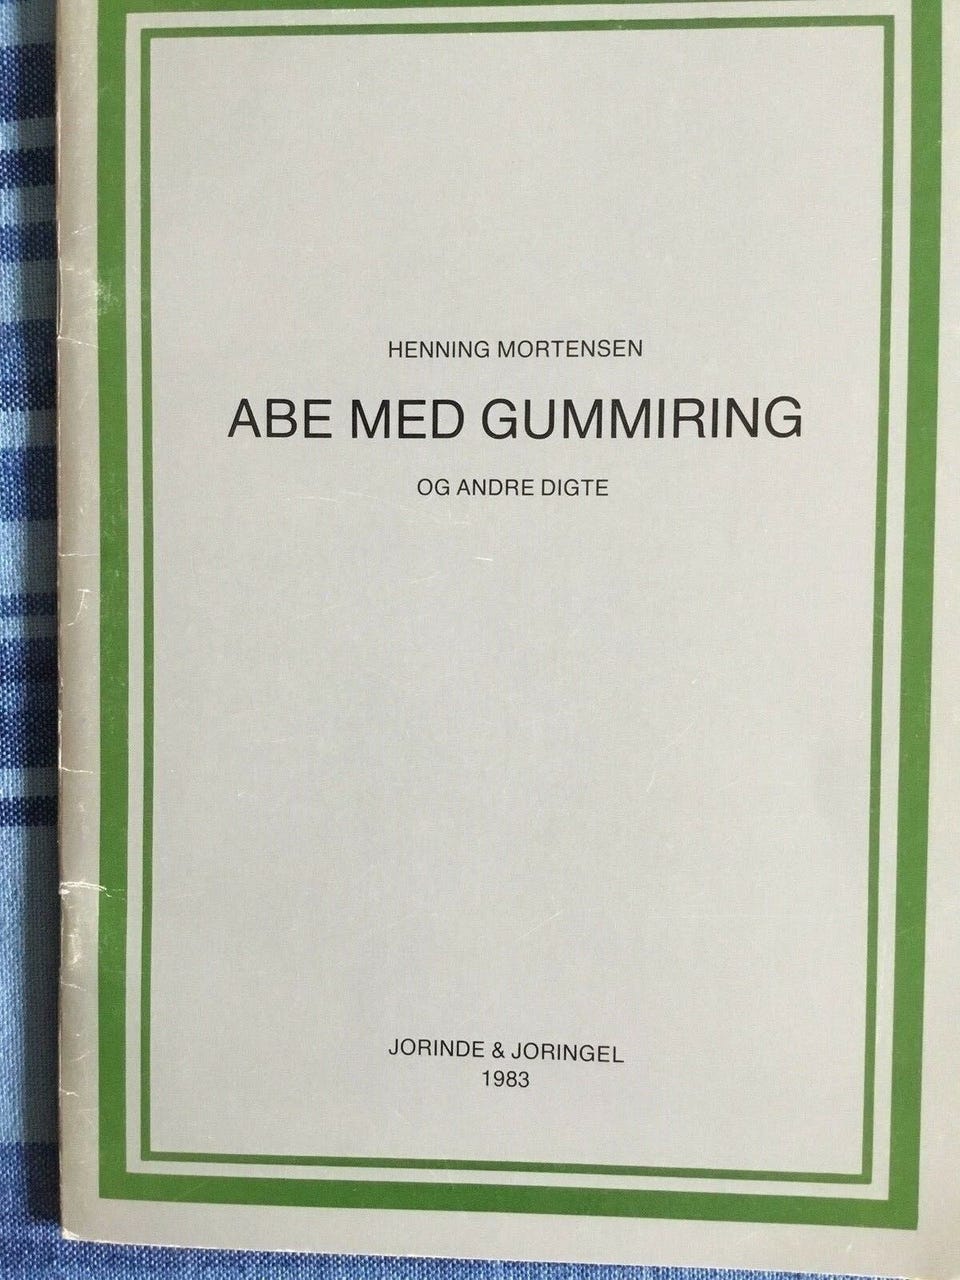 HENNING MORTENSEN
ABE MED GUMMIRING
OG ANDRE DIGTE
JORINDE & JORINGEL
1983